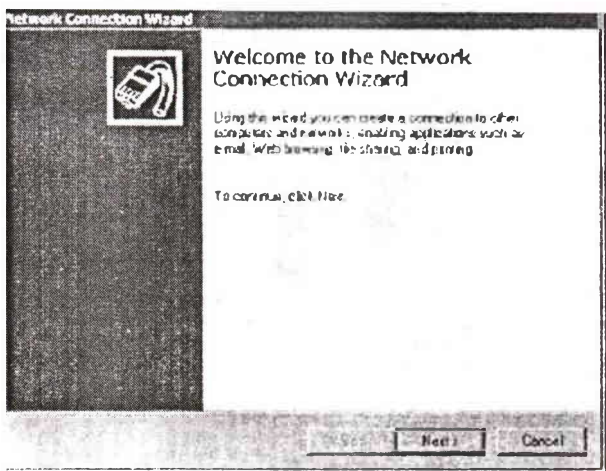 Network Connection Wizard
Welcome to the Network
Connection Wizard
Using this wizard you can create a connection to other
computers and networks, enabling applications such as
e-mail, Web browsing, file sharing, and printing.
To continue, click Next.
Next >
Cancel